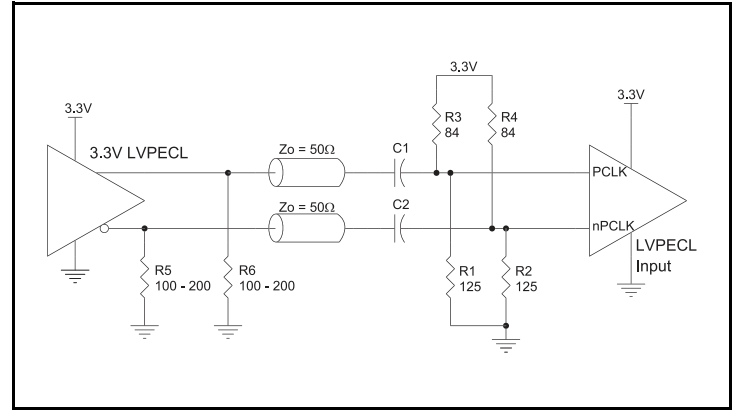 3.3V
3.3V LVPECL
R5
100 - 200
R6
100 - 200
Zo = 50Ω
Zo = 50Ω
C1
C2
3.3V
R3
84
R4
84
R1
125
R2
125
3.3V
PCLK
nPCLK
LVPECL
Input